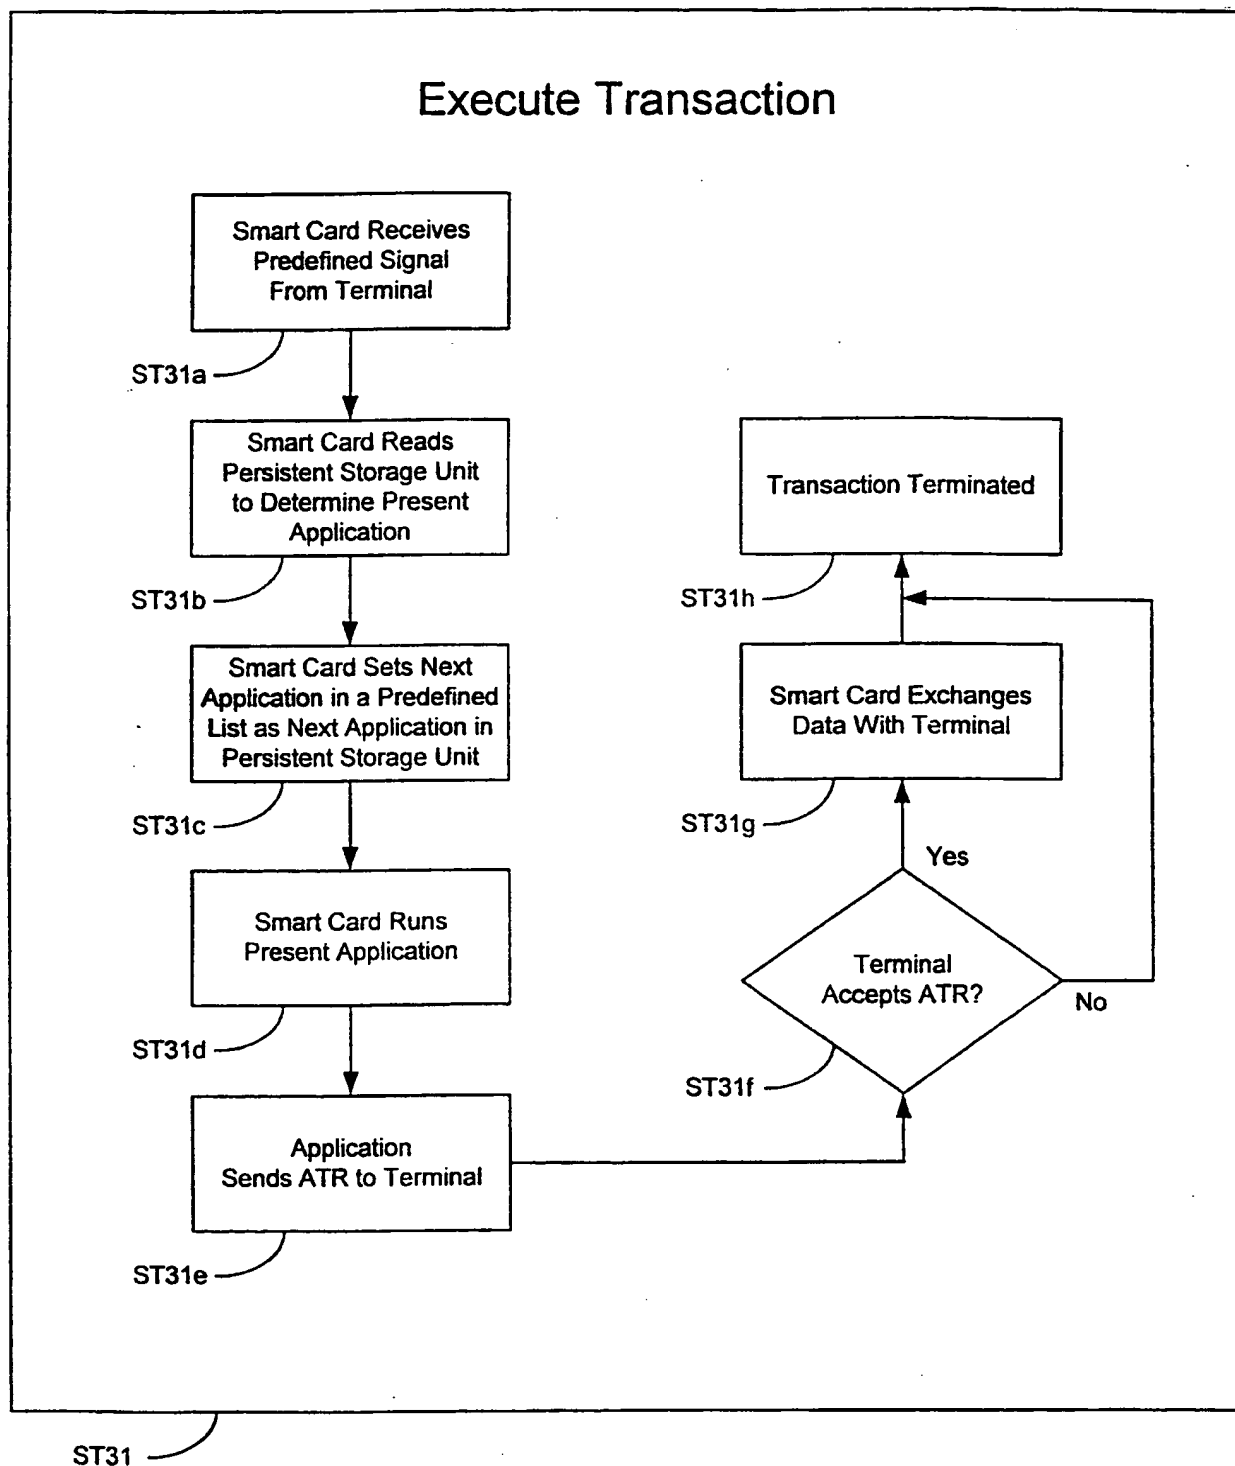 Execute Transaction
Smart Card Receives
Predefined Signal
From Terminal
ST31a
Smart Card Reads
Persistent Storage Unit
to Determine Present
Application
ST31b
Smart Card Sets Next
Application in a Predefined
List as Next Application in
Persistent Storage Unit
ST31c
Smart Card Runs
Present Application
ST31d
Application
Sends ATR to Terminal
ST31e
Terminal
Accepts ATR?
ST31f
Yes
No
Smart Card Exchanges
Data With Terminal
ST31g
Transaction Terminated
ST31h
ST31